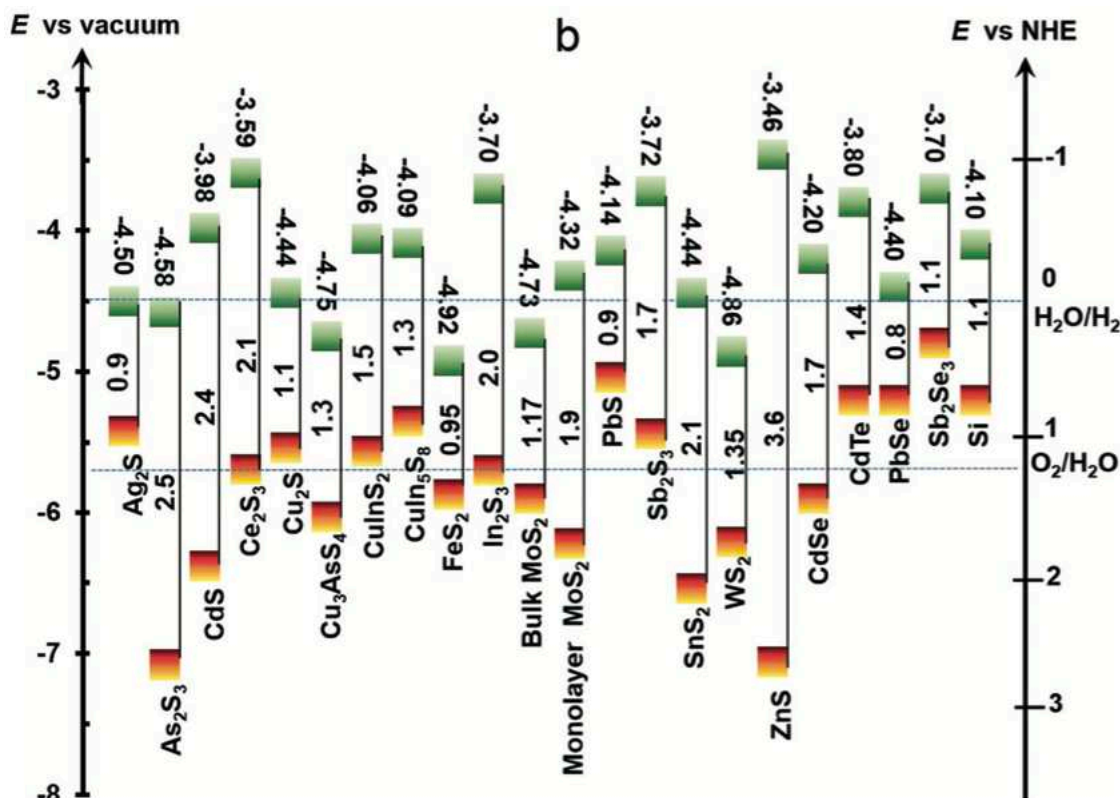 E vs vacuum
b
E vs NHE
-3
-4
-5
-6
-7
-8
-1
0
H₂O/H₂
1
O₂/H₂O
2
3
-4.50
0.9
Ag₂S
-4.58
2.5
As₂S₃
-3.98
2.4
CdS
-3.59
2.1
Ce₂S₃
-4.44
1.1
Cu₂S
-4.75
1.3
Cu₃AsS₄
-4.06
1.5
CuInS₂
-4.09
1.3
CuIn₅S₈
-4.92
0.95
FeS₂
-3.70
2.0
In₂S₃
-4.73
1.17
Bulk MoS₂
-4.32
1.9
Monolayer MoS₂
-4.14
0.9
PbS
-3.72
1.7
Sb₂S₃
-4.44
2.1
SnS₂
-4.86
1.35
WS₂
-3.46
3.6
ZnS
-4.20
1.7
CdSe
-3.80
1.4
CdTe
-4.40
0.8
PbSe
-3.70
1.1
Sb₂Se₃
-4.10
1.1
Si